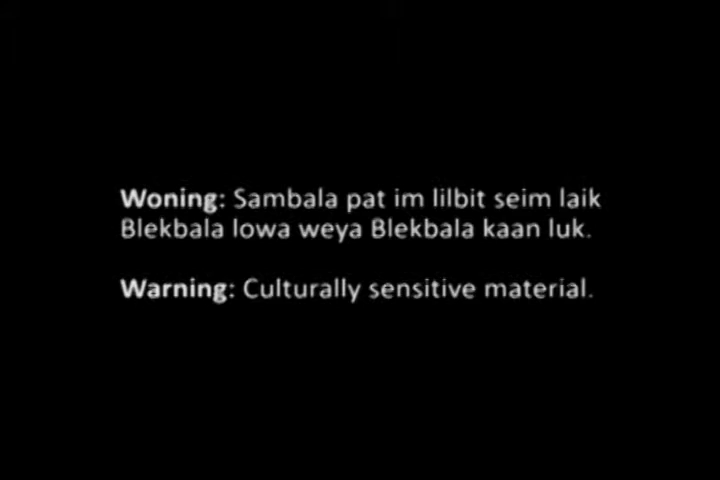 Woning: Sambala pat im lilbit seim laik
Blekbala lowa weya Blekbala kaan luk.
Warning: Culturally sensitive material.